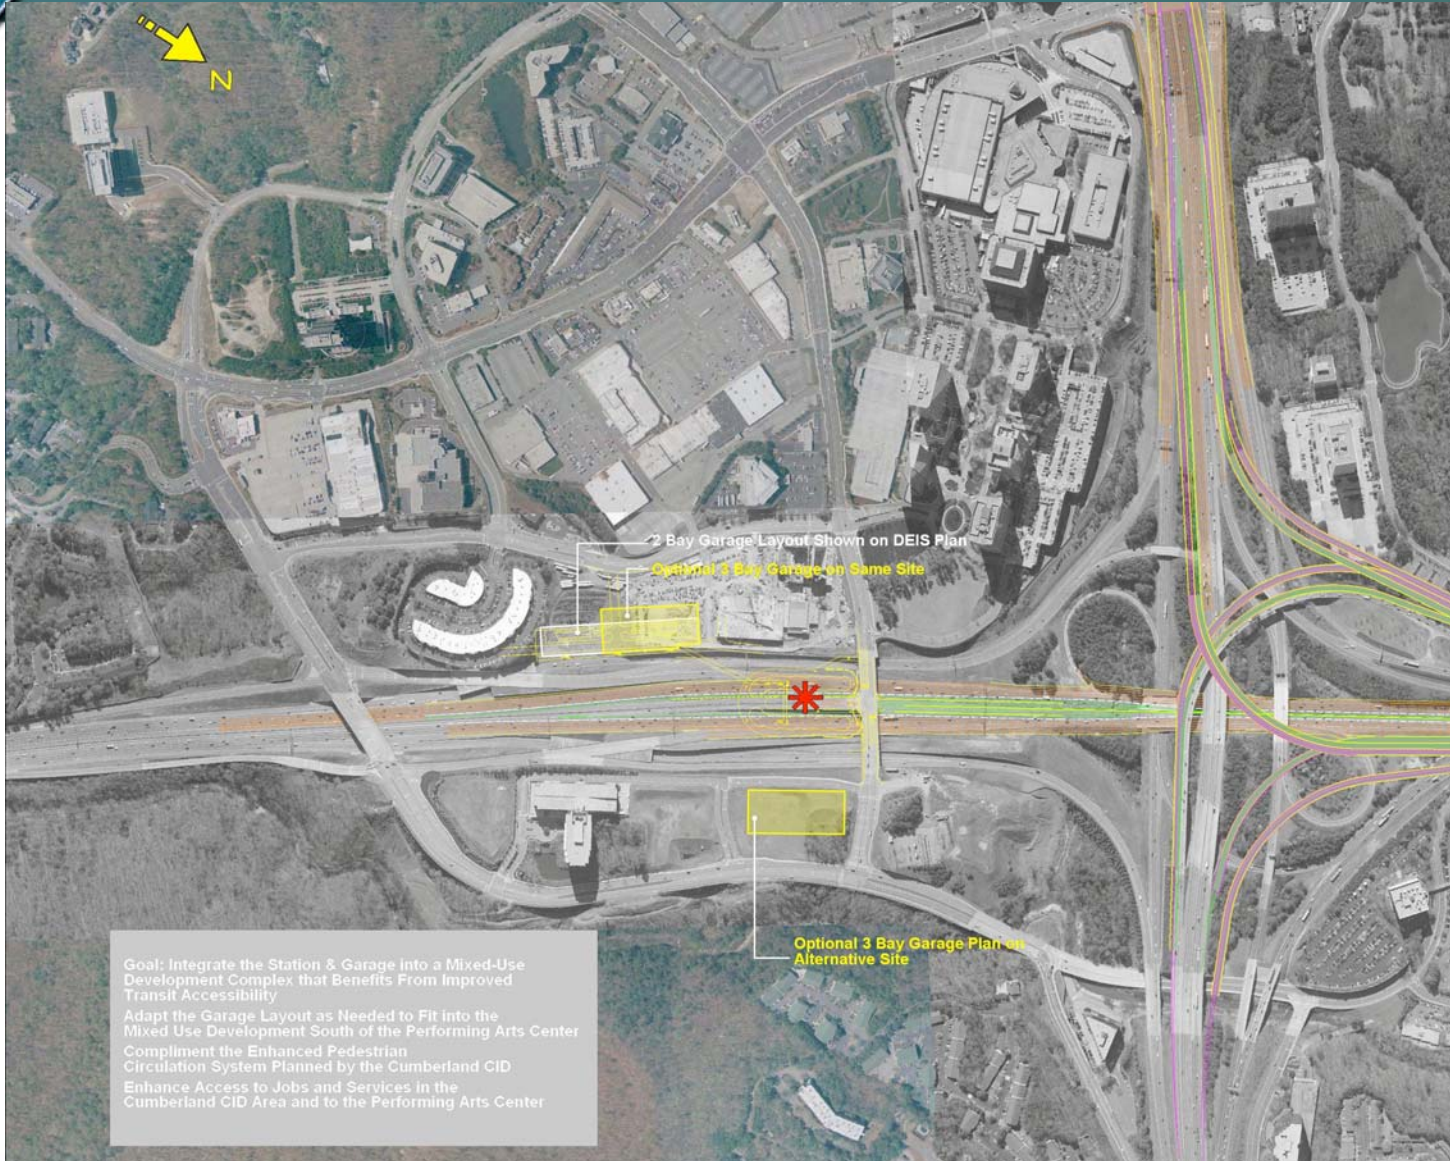 N
2 Bay Garage Layout Shown on DEIS Plan
Optional 3 Bay Garage on Same Site
Optional 3 Bay Garage Plan on
Alternative Site
Goal: Integrate the Station & Garage into a Mixed-Use
Development Complex that Benefits From Improved
Transit Accessibility
Adapt the Garage Layout as Needed to Fit into the
Mixed Use Development South of the Performing Arts Center
Compliment the Enhanced Pedestrian
Circulation System Planned by the Cumberland CID
Enhance Access to Jobs and Services in the
Cumberland CID Area and to the Performing Arts Center